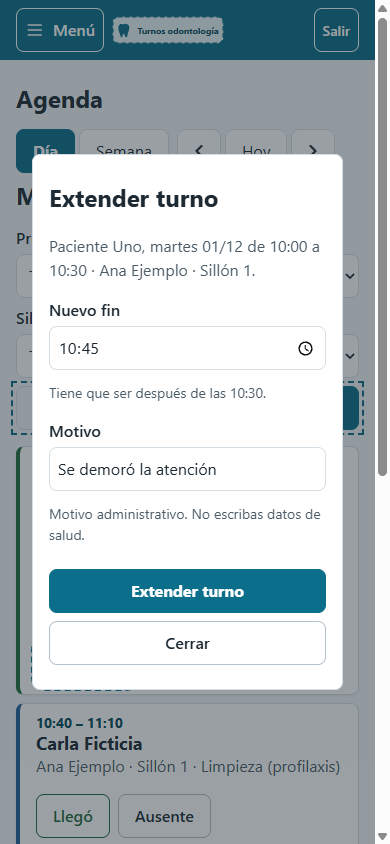 Menú
Turnos odontología
Salir
Agenda
Día
Semana
Hoy
Extender turno
Paciente Uno, martes 01/12 de 10:00 a
10:30 · Ana Ejemplo · Sillón 1.
Nuevo fin
10:45
Tiene que ser después de las 10:30.
Motivo
Se demoró la atención
Motivo administrativo. No escribas datos de
salud.
Extender turno
Cerrar
10:40 – 11:10
Carla Ficticia
Ana Ejemplo · Sillón 1 · Limpieza (profilaxis)
Llegó
Ausente